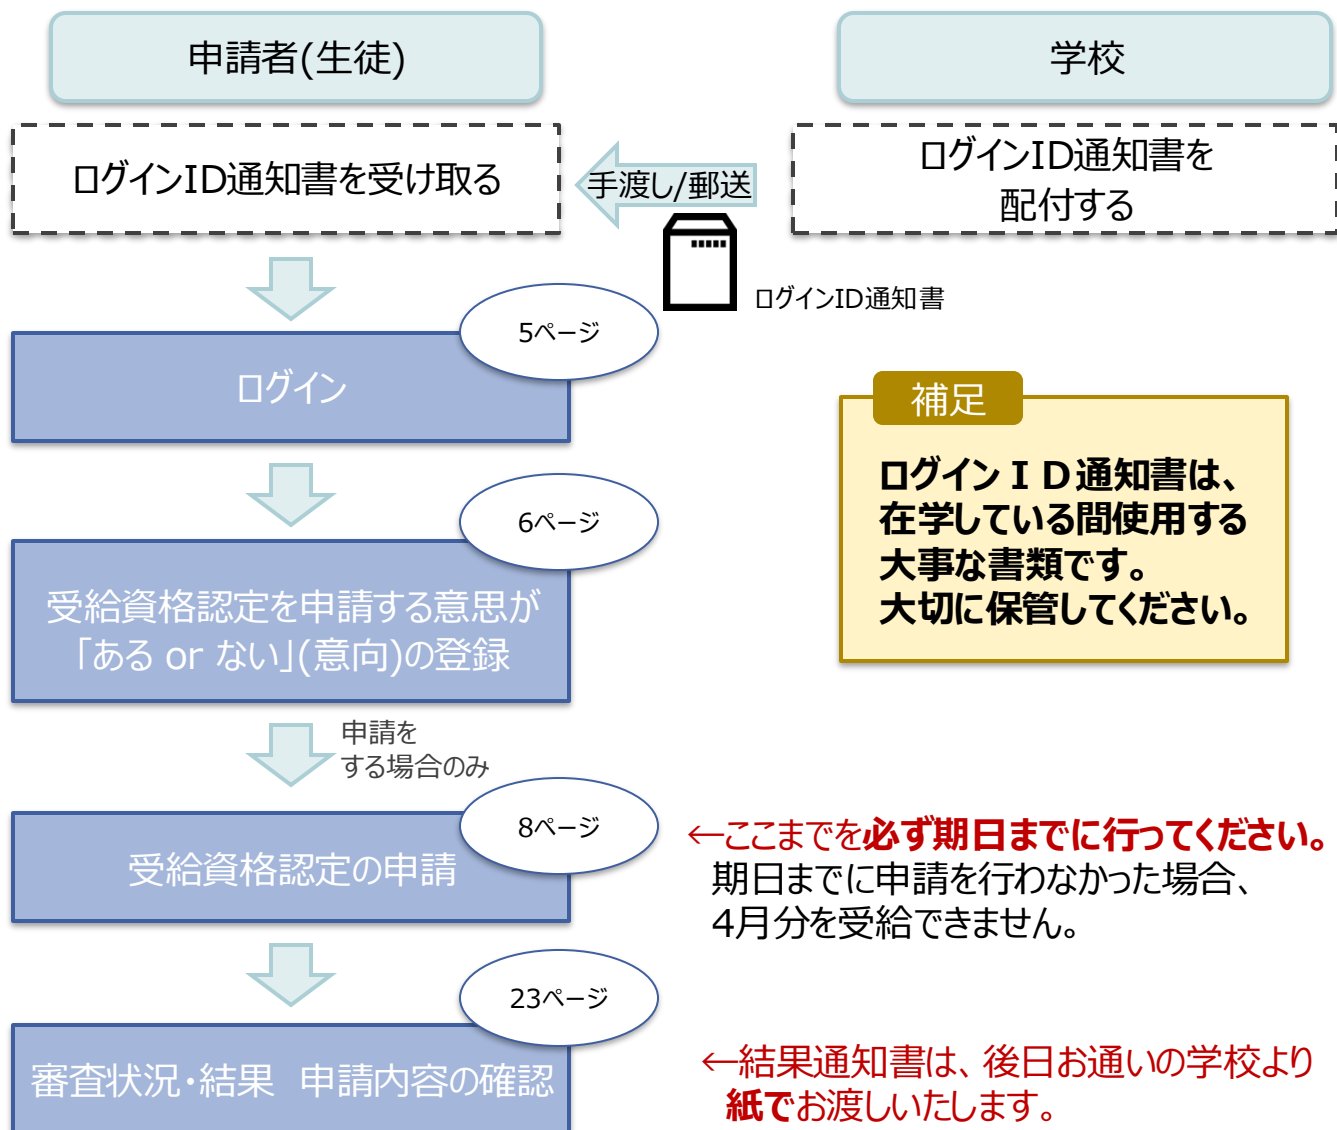 申請者(生徒)
学校
ログインID通知書を受け取る
手渡し/郵送
ログインID通知書を
配付する
ログインID通知書
5ページ
ログイン
補足
ログインＩＤ通知書は、
在学している間使用する
大事な書類です。
大切に保管してください。
6ページ
受給資格認定を申請する意思が
「ある or ない」(意向)の登録
申請を
する場合のみ
8ページ
受給資格認定の申請
←ここまでを必ず期日までに行ってください。
期日までに申請を行わなかった場合、
4月分を受給できません。
23ページ
審査状況・結果　申請内容の確認
←結果通知書は、後日お通いの学校より
紙でお渡しいたします。